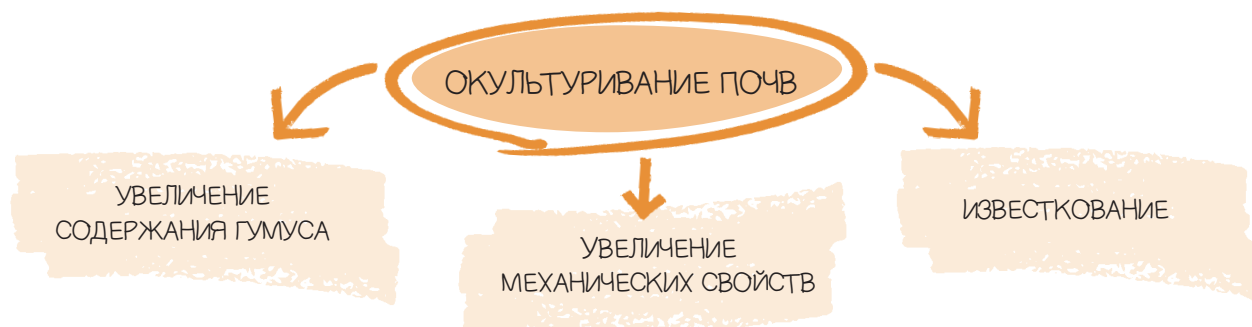 ОКУЛЬТУРИВАНИЕ ПОЧВ
УВЕЛИЧЕНИЕ
СОДЕРЖАНИЯ ГУМУСА
УВЕЛИЧЕНИЕ
МЕХАНИЧЕСКИХ СВОЙСТВ
ИЗВЕСТКОВАНИЕ